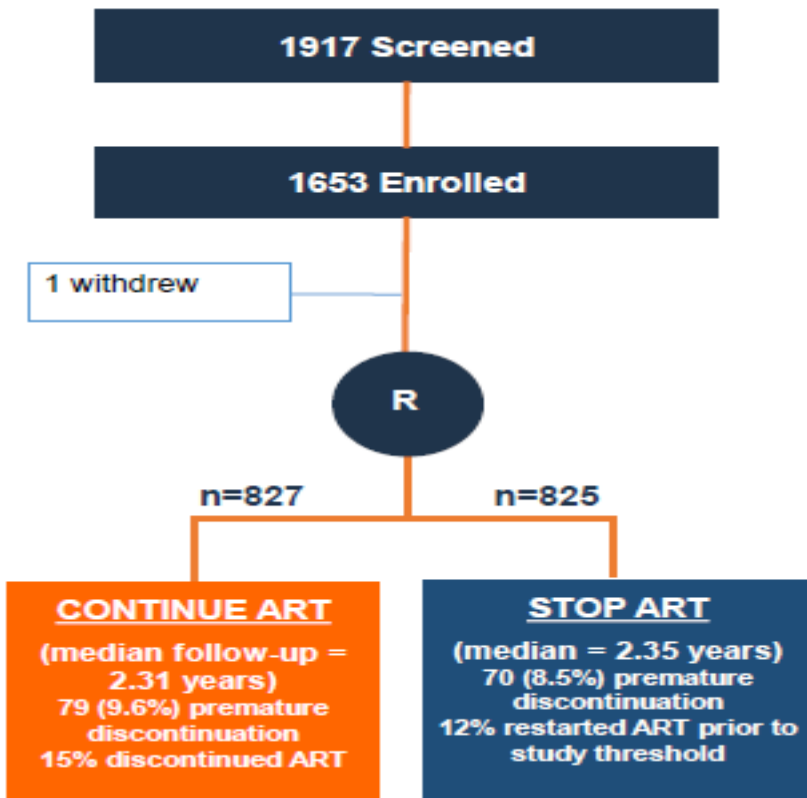 1917 Screened
1653 Enrolled
1 withdrew
R
n=827
n=825
CONTINUE ART
(median follow-up =
2.31 years)
79 (9.6%) premature
discontinuation
15% discontinued ART
STOP ART
(median = 2.35 years)
70 (8.5%) premature
discontinuation
12% restarted ART prior to
study threshold